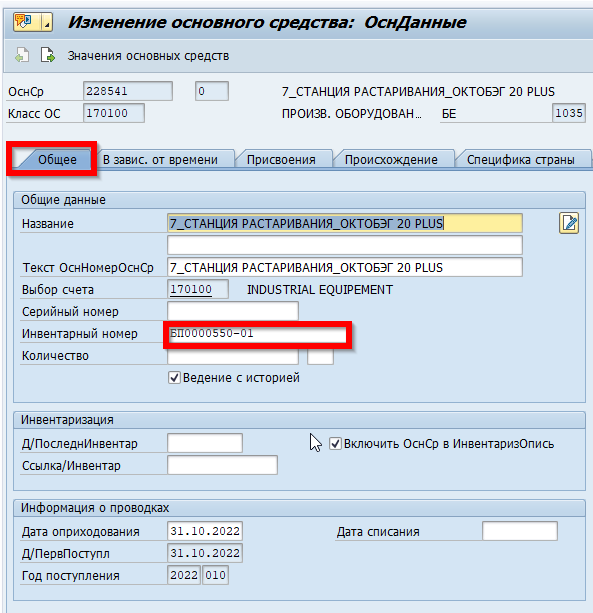 Изменение основного средства: ОснДанные
Значения основных средств
ОснСр 228541 0 7_СТАНЦИЯ РАСТАРИВАНИЯ_ОКТОБЭГ 20 PLUS
Класс ОС 170100 ПРОИЗВ. ОБОРУДОВАН... БЕ 1035
Общее В завис. от времени Присвоения Происхождение Специфика страны
Общие данные
Название 7_СТАНЦИЯ РАСТАРИВАНИЯ_ОКТОБЭГ 20 PLUS
Текст ОснНомерОснСр 7_СТАНЦИЯ РАСТАРИВАНИЯ_ОКТОБЭГ 20 PLUS
Выбор счета 170100 INDUSTRIAL EQUIPEMENT
Серийный номер
Инвентарный номер БП0000550-01
Количество
Ведение с историей
Инвентаризация
Д/ПоследнИнвентар Включить ОснСр в ИнвентаризОпись
Ссылка/Инвентар
Информация о проводках
Дата оприходования 31.10.2022 Дата списания
Д/ПервПоступл 31.10.2022
Год поступления 2022 010